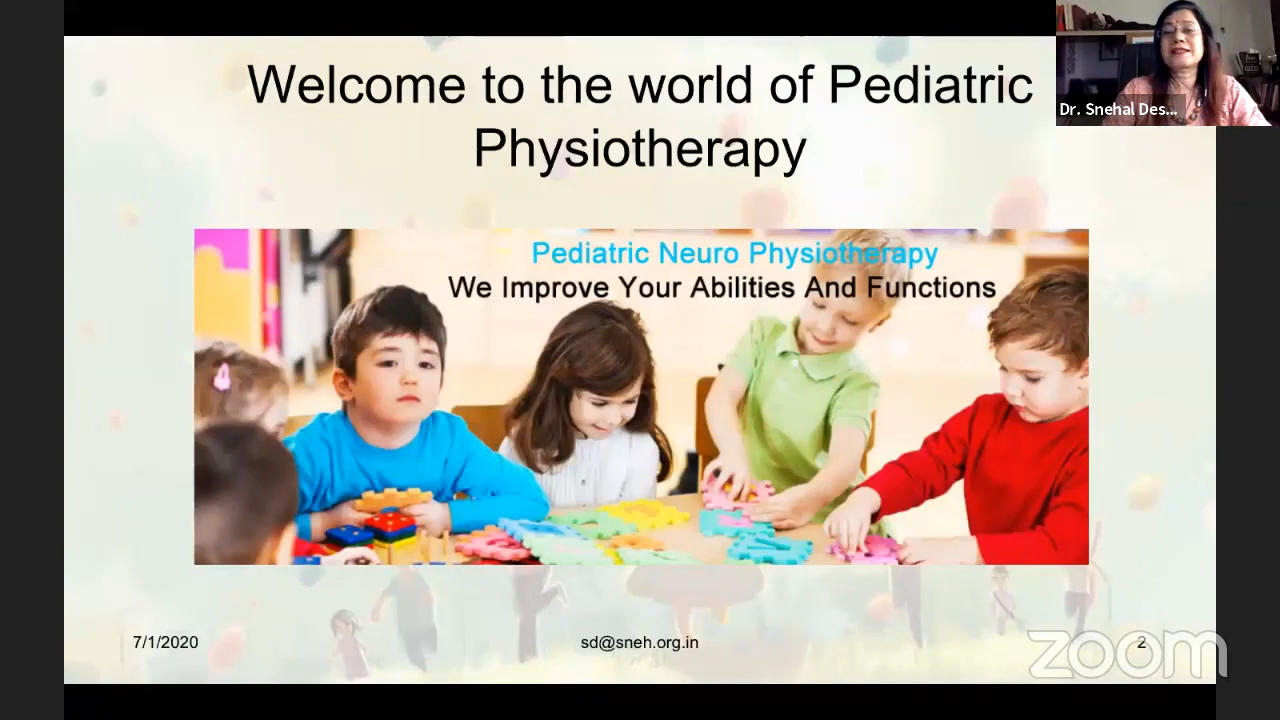 Welcome to the world of Pediatric
Physiotherapy
Dr. Snehal Des...
Pediatric Neuro Physiotherapy
We Improve Your Abilities And Functions
7/1/2020
sd@sneh.org.in
2
zoom